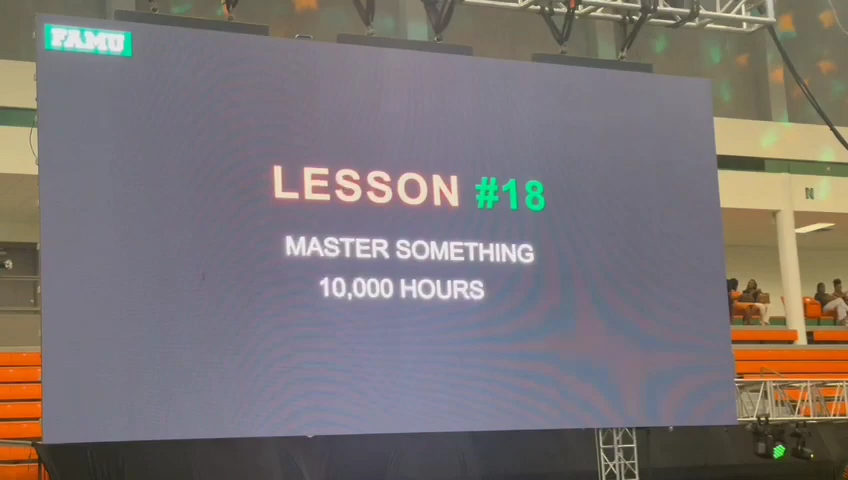 FAMU
LESSON #18
MASTER SOMETHING
10,000 HOURS
N